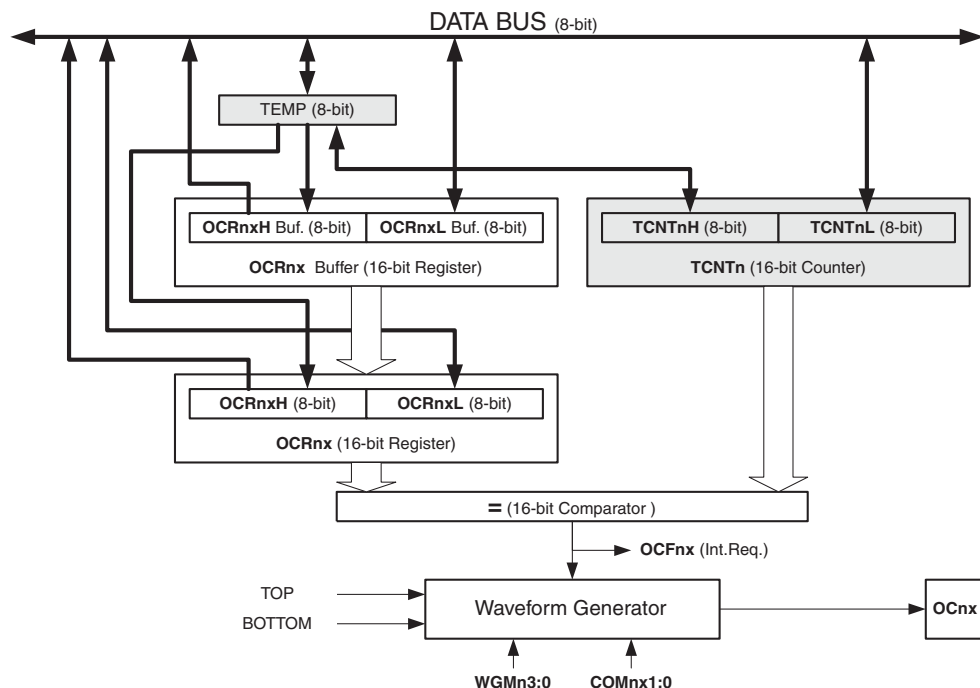 DATA BUS (8-bit)
TEMP (8-bit)
OCRnxH Buf. (8-bit) OCRnxL Buf. (8-bit)
OCRnx Buffer (16-bit Register)
TCNTnH (8-bit) TCNTnL (8-bit)
TCNTn (16-bit Counter)
OCRnxH (8-bit) OCRnxL (8-bit)
OCRnx (16-bit Register)
= (16-bit Comparator )
OCFnx (Int.Req.)
TOP
BOTTOM
Waveform Generator
OCnx
WGMn3:0 COMnx1:0